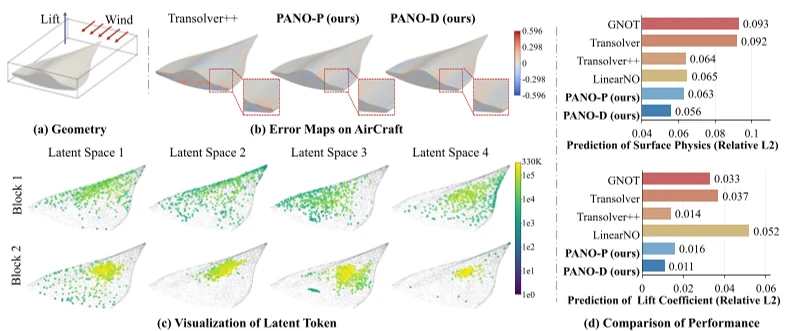 Lift Wind
(a) Geometry
Transolver++ PANO-P (ours) PANO-D (ours)
0.596
0.298
0
-0.298
-0.596
(b) Error Maps on AirCraft
Latent Space 1 Latent Space 2 Latent Space 3 Latent Space 4
Block 1
Block 2
330K
1e5
1e4
1e3
1e2
1e1
1e0
(c) Visualization of Latent Token
GNOT 0.093
Transolver 0.092
Transolver++ 0.064
LinearNO 0.065
PANO-P (ours) 0.063
PANO-D (ours) 0.056
0.04 0.06 0.08 0.1
Prediction of Surface Physics (Relative L2)
GNOT 0.033
Transolver 0.037
Transolver++ 0.014
LinearNO 0.052
PANO-P (ours) 0.016
PANO-D (ours) 0.011
0 0.02 0.04 0.06
Prediction of Lift Coefficient (Relative L2)
(d) Comparison of Performance